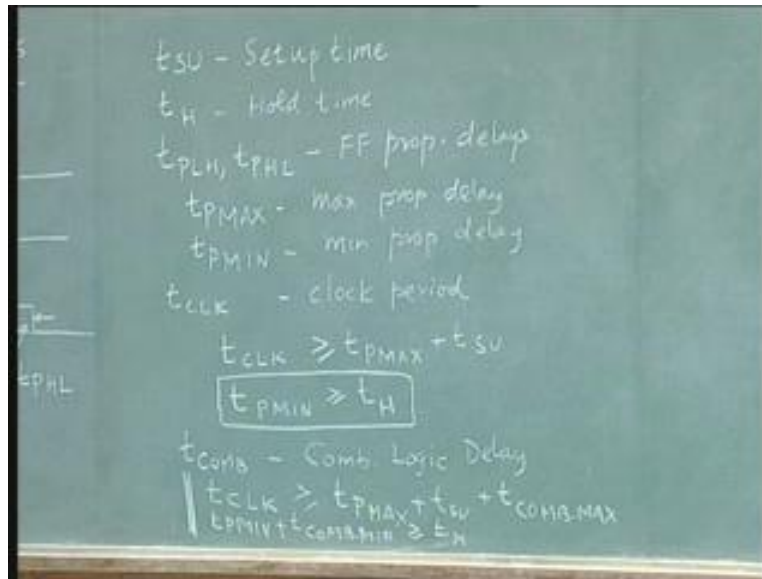 tSU - Setup time
tH - Hold time
tPLH, tPHL - FF prop. delays
tPMAX - max prop delay
tPMIN - min prop delay
tCLK - clock period
tCLK ≥ tPMAX + tSU
tPMIN ≥ tH
tPHL
tCOMB - Comb. Logic Delay
tCLK ≥ tPMAX + tSU + tCOMB.MAX
tPMIN + tCOMB.MIN ≥ tH